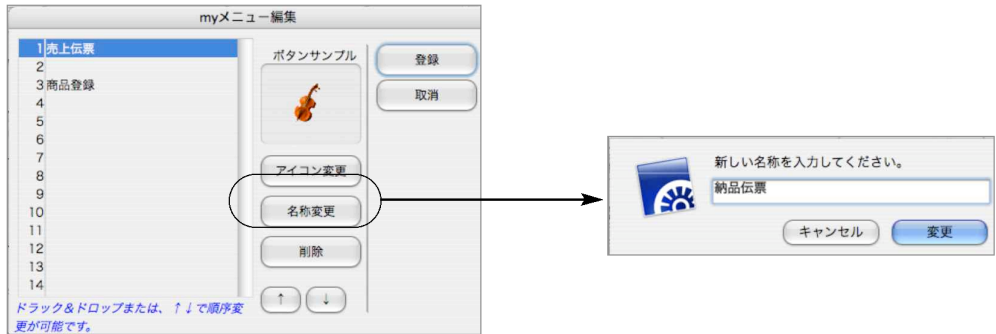 myメニュー編集
1 売上伝票
2
3 商品登録
4
5
6
7
8
9
10
11
12
13
14
ドラック＆ドロップまたは、↑↓で順序変
更が可能です。
ボタンサンプル
アイコン変更
名称変更
削除
↑ ↓
登録
取消
新しい名称を入力してください。
納品伝票
キャンセル 変更